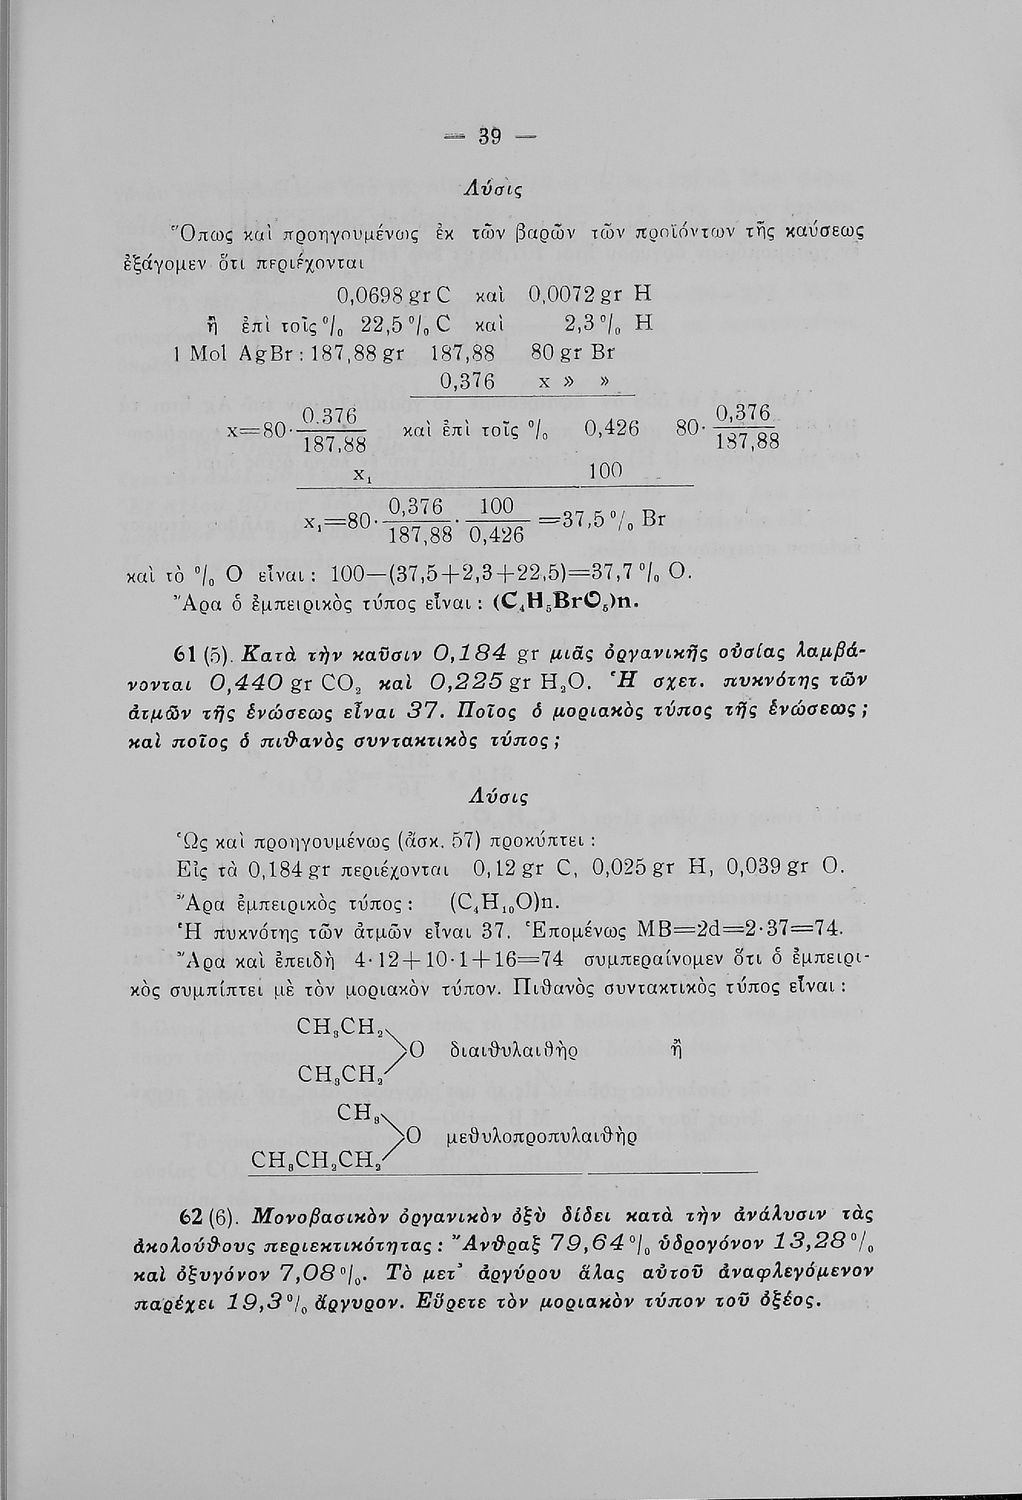 — 39 —
Λύσις
Ὅπως καὶ προηγουμένως ἐκ τῶν βαρῶν τῶν προϊόντων τῆς καύσεως
ἐξάγομεν ὅτι περιέχονται
0,0698 gr C καὶ 0,0072 gr H
ἢ ἐπὶ τοῖς % 22,5 % C καὶ 2,3 % H
1 Mol AgBr : 187,88 gr 187,88 80 gr Br
0,376 x » »
x=80· 0.376/187,88 καὶ ἐπὶ τοῖς % 0,426 80· 0,376/187,88
x₁ 100
x₁=80· 0,376/187,88 · 100/0,426 =37,5 % Br
καὶ τὸ % O εἶναι : 100—(37,5+2,3+22,5)=37,7 % O.
Ἄρα ὁ ἐμπειρικὸς τύπος εἶναι : (C₄H₅BrO₅)n.
61 (5). Κατὰ τὴν καῦσιν 0,184 gr μιᾶς ὀργανικῆς οὐσίας λαμβά-
νονται 0,440 gr CO₂ καὶ 0,225 gr H₂O. Ἡ σχετ. πυκνότης τῶν
ἀτμῶν τῆς ἑνώσεως εἶναι 37. Ποῖος ὁ μοριακὸς τύπος τῆς ἑνώσεως ;
καὶ ποῖος ὁ πιθανὸς συντακτικὸς τύπος ;
Λύσις
Ὡς καὶ προηγουμένως (ἄσκ. 57) προκύπτει :
Εἰς τὰ 0,184 gr περιέχονται 0,12 gr C, 0,025 gr H, 0,039 gr O.
Ἄρα ἐμπειρικὸς τύπος : (C₄H₁₀O)n.
Ἡ πυκνότης τῶν ἀτμῶν εἶναι 37. Ἑπομένως MB=2d=2·37=74.
Ἄρα καὶ ἐπειδὴ 4·12+10·1+16=74 συμπεραίνομεν ὅτι ὁ ἐμπειρι-
κὸς συμπίπτει μὲ τὸν μοριακὸν τύπον. Πιθανὸς συντακτικὸς τύπος εἶναι :
CH₃CH₂
>O διαιθυλαιθὴρ ἢ
CH₃CH₂
CH₃
>O μεθυλοπροπυλαιθὴρ
CH₃CH₂CH₂
62 (6). Μονοβασικὸν ὀργανικὸν ὀξὺ δίδει κατὰ τὴν ἀνάλυσιν τὰς
ἀκολούθους περιεκτικότητας : Ἄνθραξ 79,64 % ὑδρογόνον 13,28 %
καὶ ὀξυγόνον 7,08 %. Τὸ μετ' ἀργύρου ἅλας αὐτοῦ ἀναφλεγόμενον
παρέχει 19,3 % ἄργυρον. Εὕρετε τὸν μοριακὸν τύπον τοῦ ὀξέος.